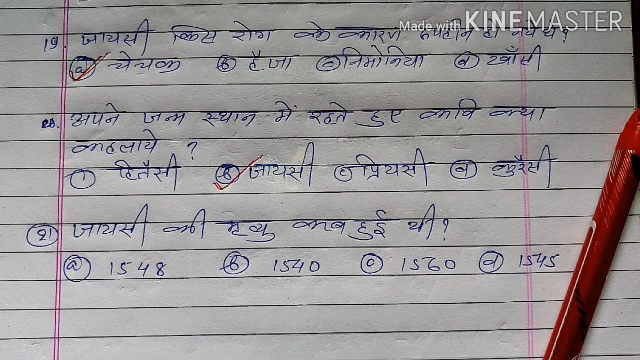 Made with KINEMASTER
19. जायसी किस रोग के कारण रूपहीन हो गये थे?
(a) चेचक (b) हैजा (c) निमोनिया (d) खाँसी
20. अपने जन्म स्थान में रहते हुए कवि क्या
कहलाये ?
हितैसी (b) जायसी (c) प्रियसी (d) कुरैसी
(21) जायसी की मृत्यु कब हुई थी?
(a) 1548 (b) 1540 (c) 1560 (d) 1545